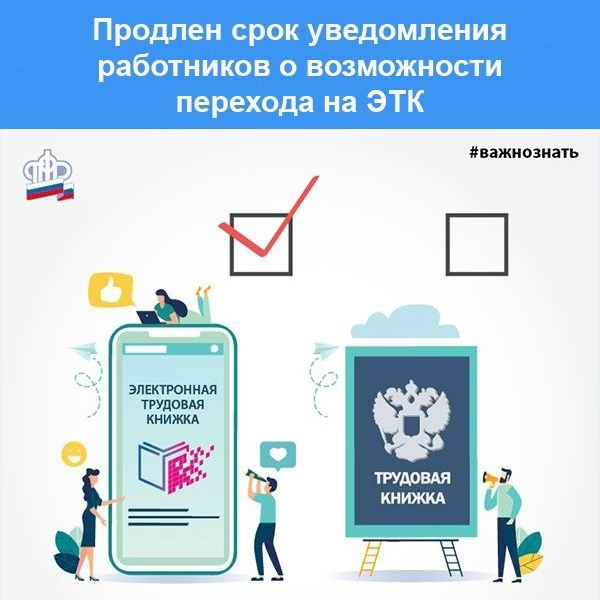 Продлен срок уведомления
работников о возможности
перехода на ЭТК
#важнознать
ЭЛЕКТРОННАЯ
ТРУДОВАЯ
КНИЖКА
ТРУДОВАЯ
КНИЖКА